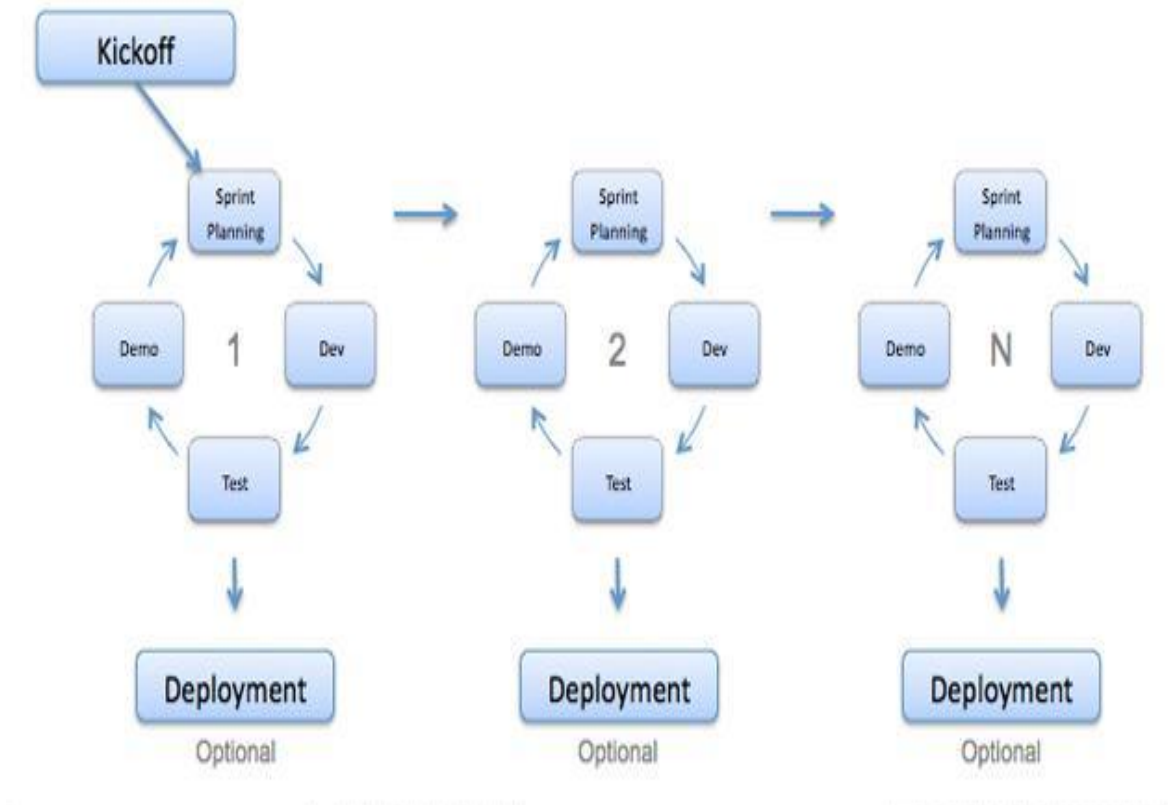 Kickoff
Sprint
Planning
Demo
1
Dev
Test
Deployment
Optional
Sprint
Planning
Demo
2
Dev
Test
Deployment
Optional
Sprint
Planning
Demo
N
Dev
Test
Deployment
Optional